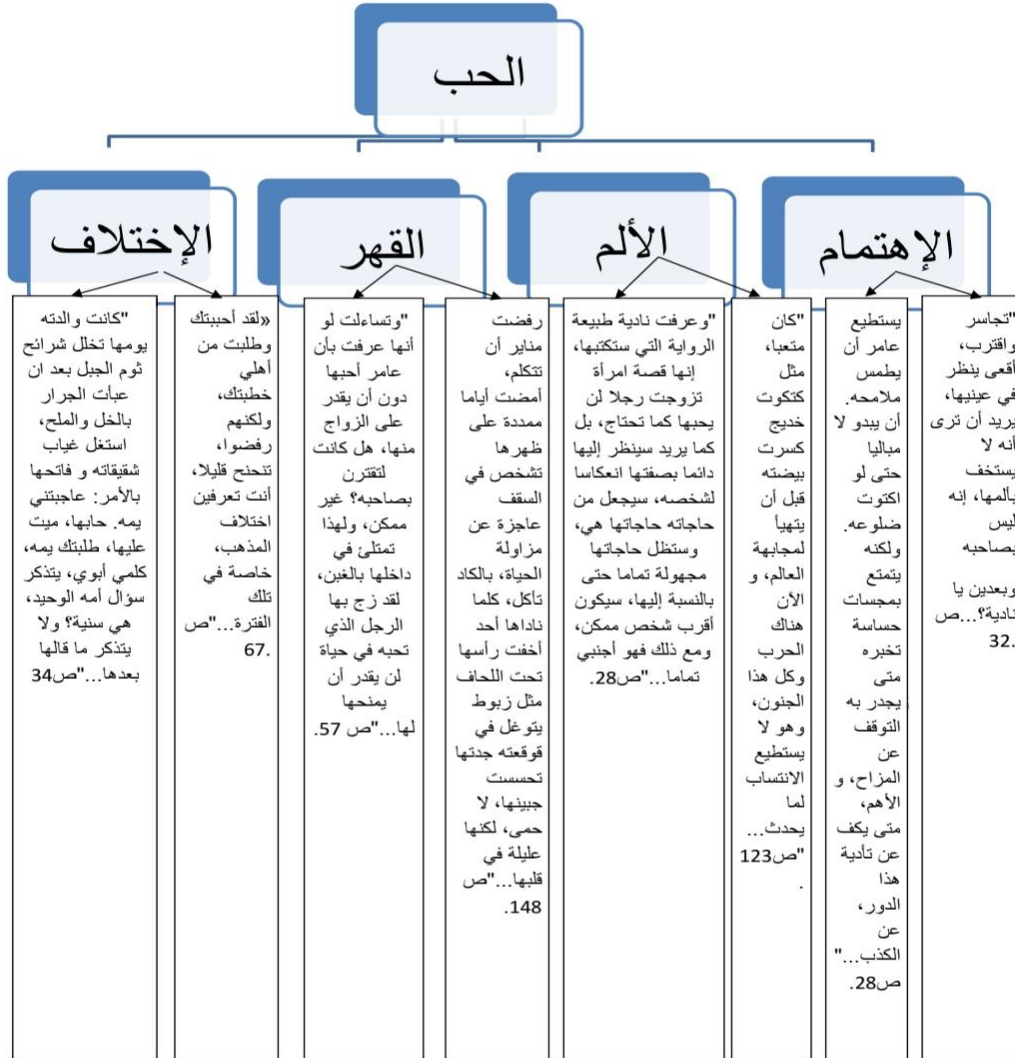 الحب
الإهتمام
الألم
القهر
الإختلاف
"تجاسر
واقترب،
أقعى ينظر
في عينيها،
يريد أن ترى
أنه لا
يستخف
بألمها، إنه
ليس
بصاحبه
وبعدين يا
نادية؟...ص
32.
يستطيع
عامر أن
يطمس
ملامحه.
أن يبدو لا
مباليا
حتى لو
اكتوت
ضلوعه.
ولكنه
يتمتع
بمجسات
حساسة
تخبره
متى
يجدر به
التوقف
عن
المزاح، و
الأهم،
متى يكف
عن تأدية
هذا
الدور،
عن
الكذب..."
ص28.
"كان
متعبا،
مثل
كتكوت
خديج
كسرت
بيضته
قبل أن
يتهيأ
لمجابهة
العالم، و
الآن
هناك
الحرب
وكل هذا
الجنون،
وهو لا
يستطيع
الانتساب
لما
يحدث...
"ص123
.
"وعرفت نادية طبيعة
الرواية التي ستكتبها،
إنها قصة امرأة
تزوجت رجلا لن
يحبها كما تحتاج، بل
كما يريد سينظر إليها
دائما بصفتها انعكاسا
لشخصه، سيجعل من
حاجاته حاجاتها هي،
وستظل حاجاتها
مجهولة تماما حتى
بالنسبة إليها، سيكون
أقرب شخص ممكن،
ومع ذلك فهو أجنبي
تماما..."ص28.
رفضت
مناير أن
تتكلم،
أمضت أياما
ممددة على
ظهرها
تشخص في
السقف
عاجزة عن
مزاولة
الحياة، بالكاد
تأكل، كلما
ناداها أحد
أخفت رأسها
تحت اللحاف
مثل زبوط
يتوغل في
قوقعته جدتها
تحسست
جبينها، لا
حمى، لكنها
عليلة في
قلبها..."ص
148.
"وتساءلت لو
أنها عرفت بأن
عامر أحبها
دون أن يقدر
على الزواج
منها، هل كانت
لتقترن
بصاحبه؟ غير
ممكن، ولهذا
تمتلئ في
داخلها بالغبن،
لقد زج بها
الرجل الذي
تحبه في حياة
لن يقدر أن
يمنحها
لها..."ص 57.
«لقد أحببتك
وطلبت من
أهلي
خطبتك،
ولكنهم
رفضوا،
تنحنح قليلا،
أنت تعرفين
اختلاف
المذهب،
خاصة في
تلك
الفترة..."ص
67.
"كانت والدته
يومها تخلل شرائح
ثوم الجبل بعد ان
عبأت الجرار
بالخل والملح،
استغل غياب
شقيقاته و فاتحها
بالأمر: عاجبتني
يمه. حابها، ميت
عليها، طلبتك يمه،
كلمي أبوي، يتذكر
سؤال أمه الوحيد،
هي سنية؟ ولا
يتذكر ما قالها
بعدها..."ص34